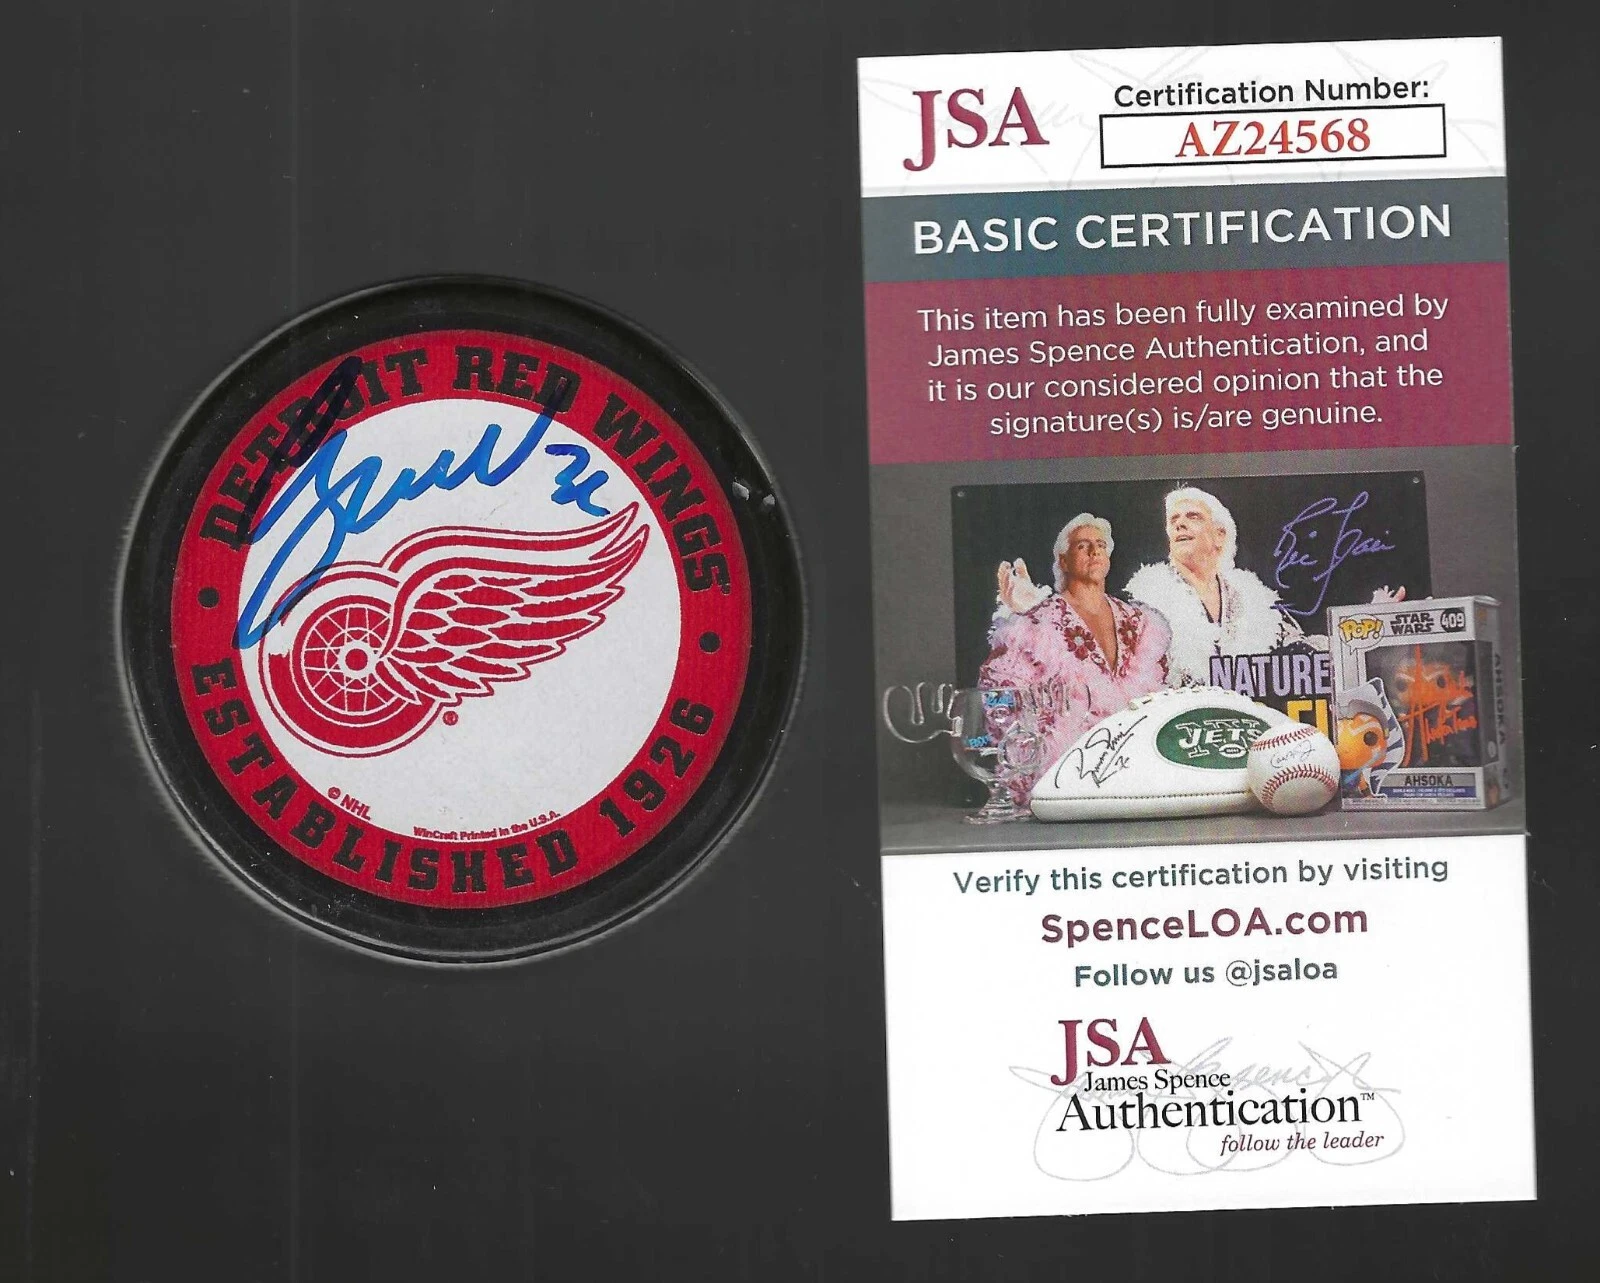 DETROIT RED WINGS
ESTABLISHED 1926
®
© NHL
WinCraft Printed in the U.S.A.
JSA
Certification Number:
AZ24568
BASIC CERTIFICATION
This item has been fully examined by
James Spence Authentication, and
it is our considered opinion that the
signature(s) is/are genuine.
NATURE
POP!
STAR
WARS
409
JETS
AHSOKA
AHSOKA
Verify this certification by visiting
SpenceLOA.com
Follow us @jsaloa
JSA
James Spence
Authentication™
follow the leader